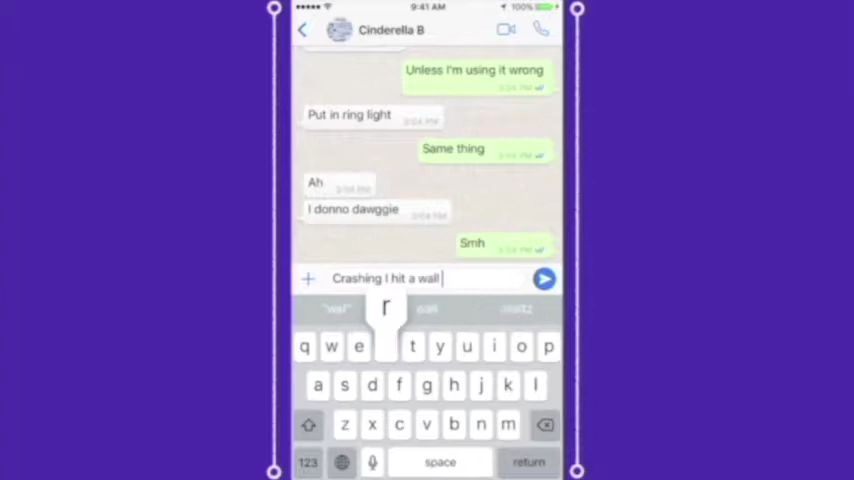 9:41 AM
100%
Cinderella B
Unless I'm using it wrong
Put in ring light
Same thing
Ah
I donno dawggie
Smh
Crashing I hit a wall
r
q w e t y u i o p
a s d f g h j k l
z x c v b n m
123 space return